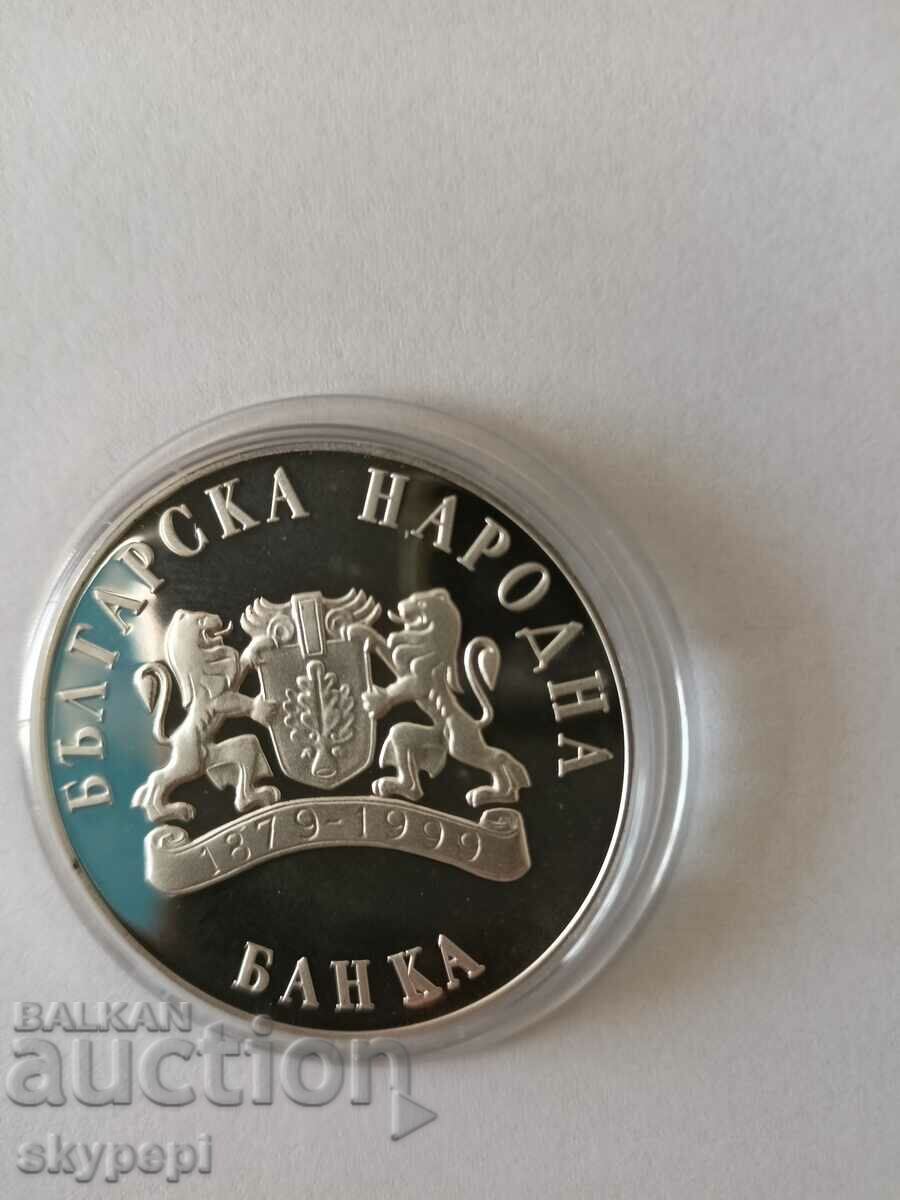 БЪЛГАРСКА НАРОДНА
1879-1999
БАНКА
BALKAN
auction
skypepi